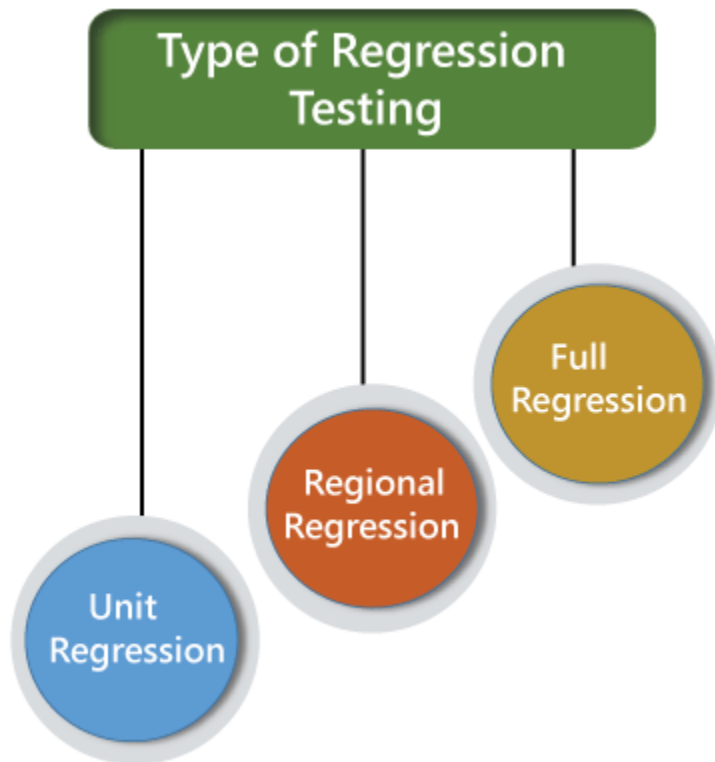 Type of Regression
Testing
Full
Regression
Regional
Regression
Unit
Regression